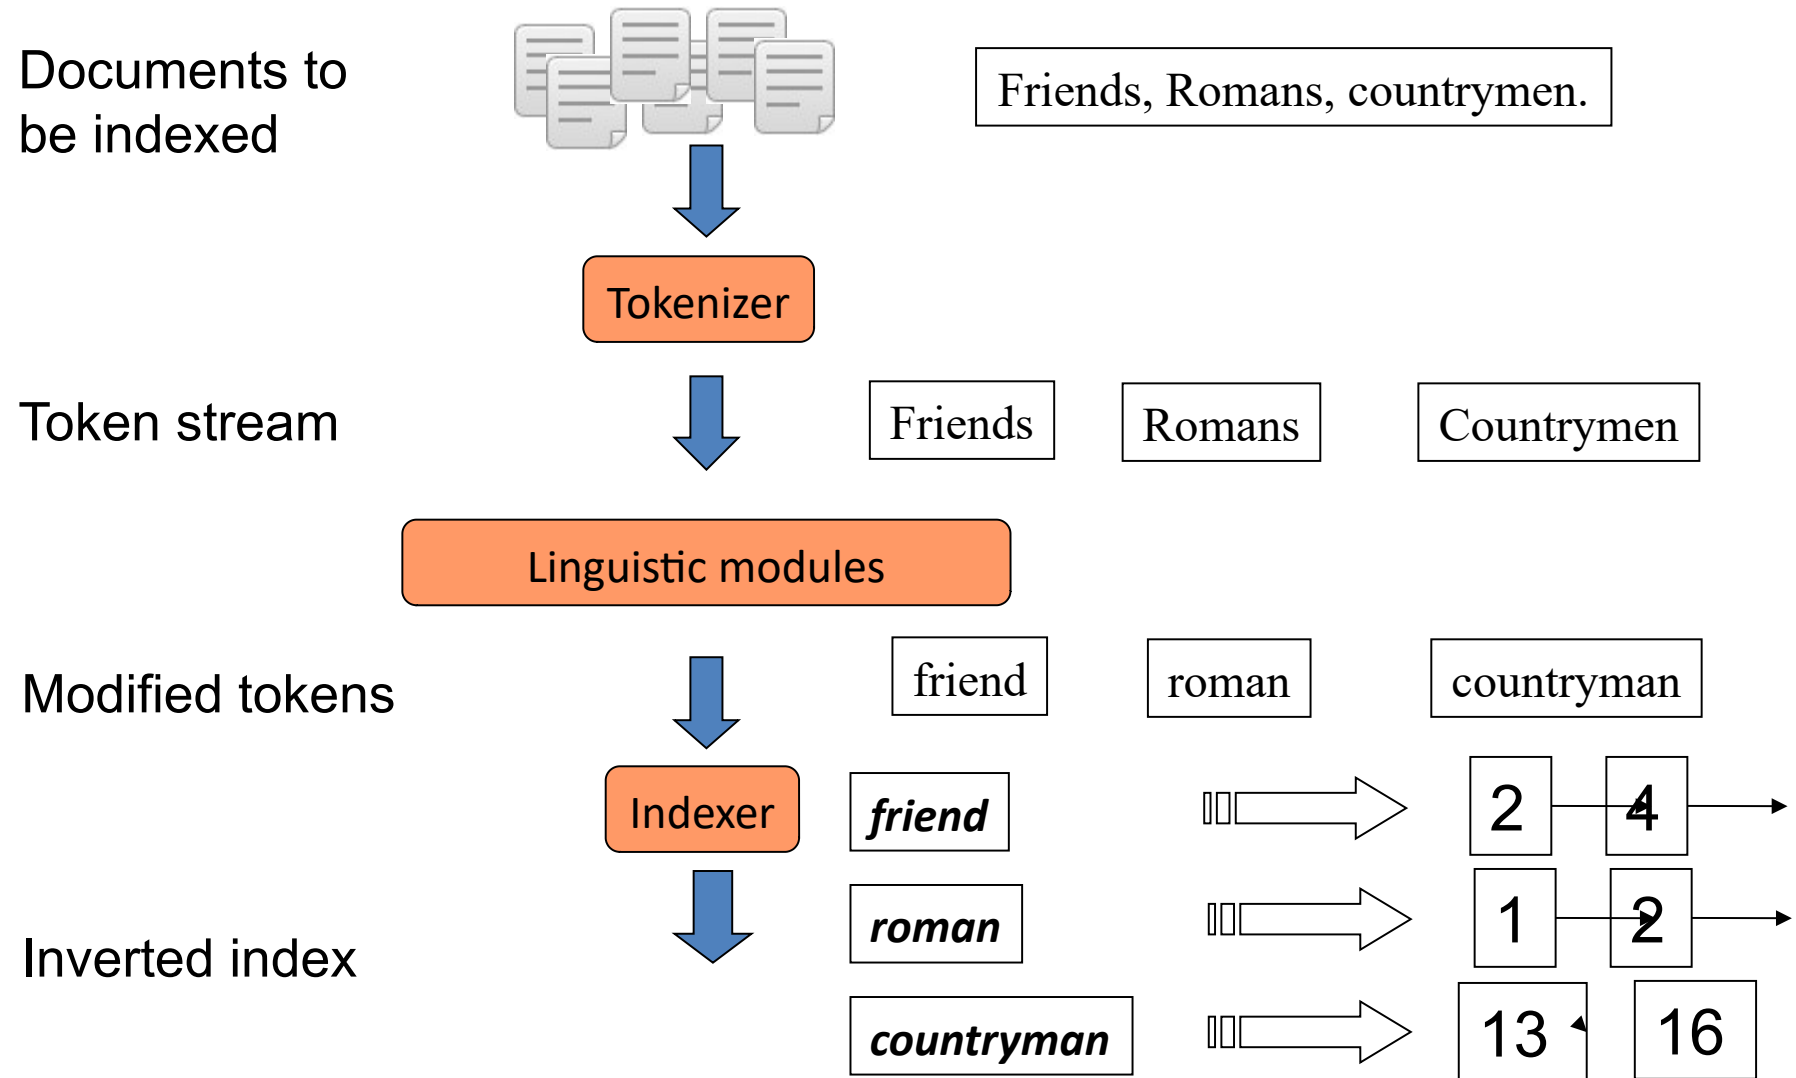 Documents to
be indexed
Friends, Romans, countrymen.
Tokenizer
Token stream
Friends Romans Countrymen
Linguistic modules
Modified tokens
friend roman countryman
Indexer
friend 2 4
roman 1 2
Inverted index
countryman 13 16